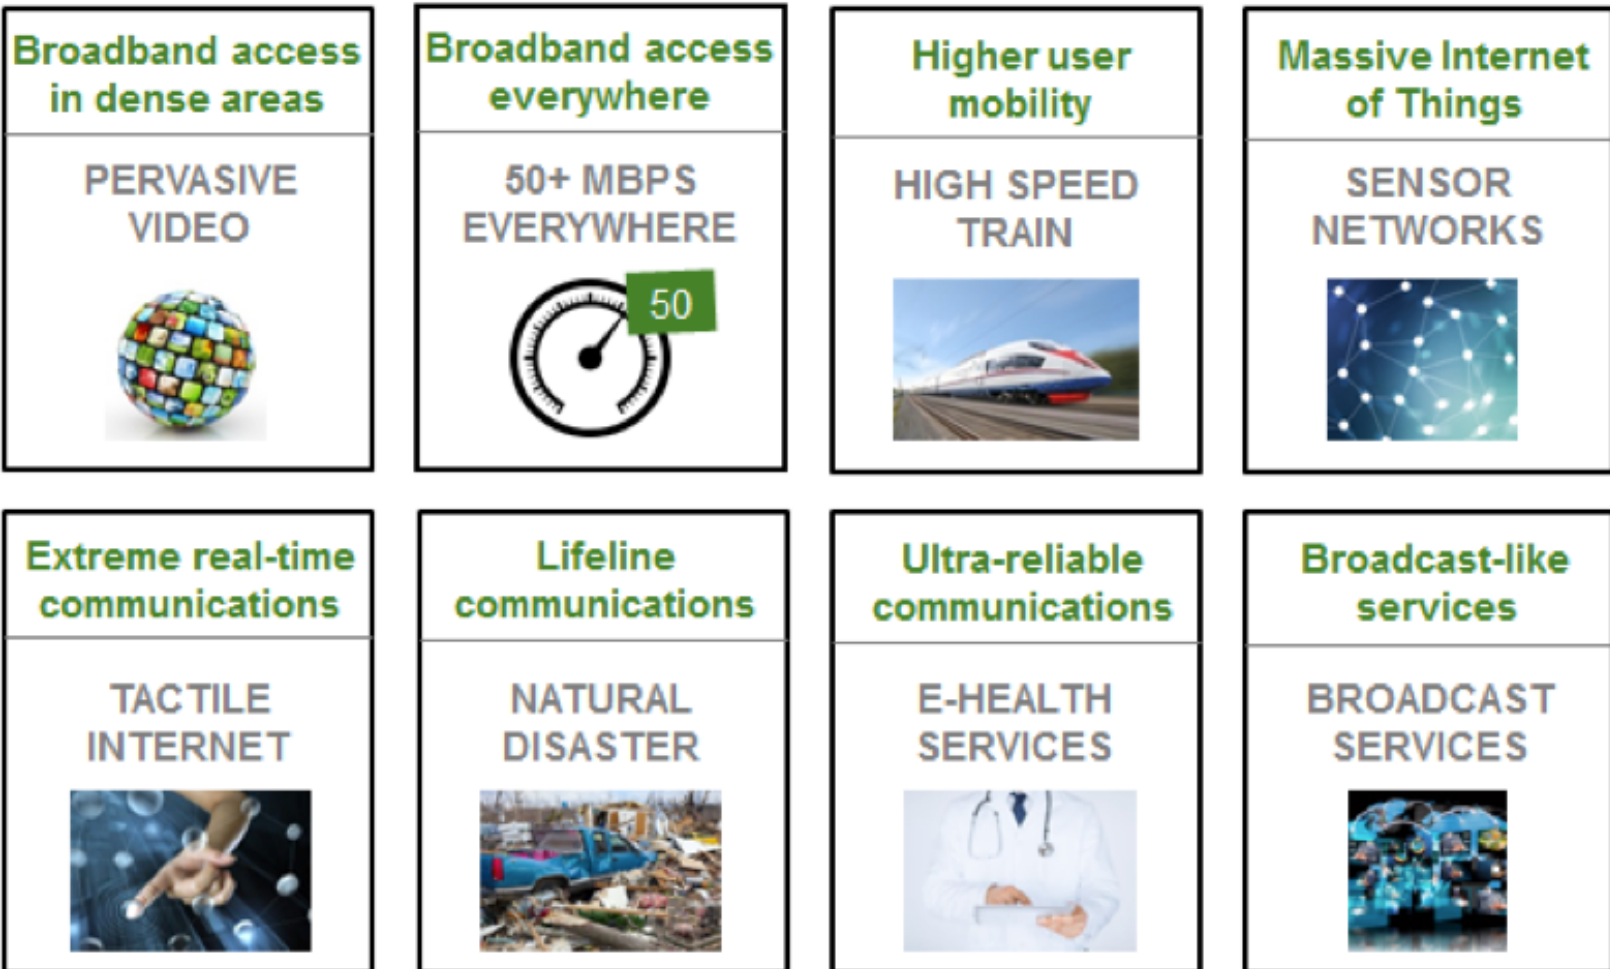 Broadband access
in dense areas
PERVASIVE
VIDEO
Broadband access
everywhere
50+ MBPS
EVERYWHERE
50
Higher user
mobility
HIGH SPEED
TRAIN
Massive Internet
of Things
SENSOR
NETWORKS
Extreme real-time
communications
TACTILE
INTERNET
Lifeline
communications
NATURAL
DISASTER
Ultra-reliable
communications
E-HEALTH
SERVICES
Broadcast-like
services
BROADCAST
SERVICES